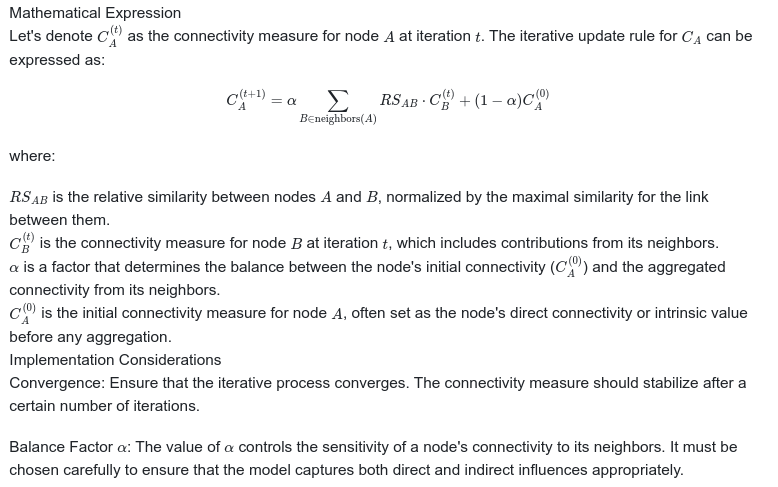 Mathematical Expression
Let's denote $C_A^{(t)}$ as the connectivity measure for node $A$ at iteration $t$. The iterative update rule for $C_A$ can be
expressed as:
$C_A^{(t+1)} = \alpha \sum_{B \in \text{neighbors}(A)} RS_{AB} \cdot C_B^{(t)} + (1 - \alpha) C_A^{(0)}$
where:
$RS_{AB}$ is the relative similarity between nodes $A$ and $B$, normalized by the maximal similarity for the link
between them.
$C_B^{(t)}$ is the connectivity measure for node $B$ at iteration $t$, which includes contributions from its neighbors.
$\alpha$ is a factor that determines the balance between the node's initial connectivity ($C_A^{(0)}$) and the aggregated
connectivity from its neighbors.
$C_A^{(0)}$ is the initial connectivity measure for node $A$, often set as the node's direct connectivity or intrinsic value
before any aggregation.
Implementation Considerations
Convergence: Ensure that the iterative process converges. The connectivity measure should stabilize after a
certain number of iterations.
Balance Factor $\alpha$: The value of $\alpha$ controls the sensitivity of a node's connectivity to its neighbors. It must be
chosen carefully to ensure that the model captures both direct and indirect influences appropriately.